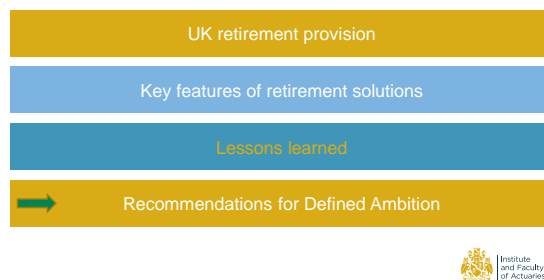 UK retirement provision
Key features of retirement solutions
Lessons learned
Recommendations for Defined Ambition
Institute
and Faculty
of Actuaries